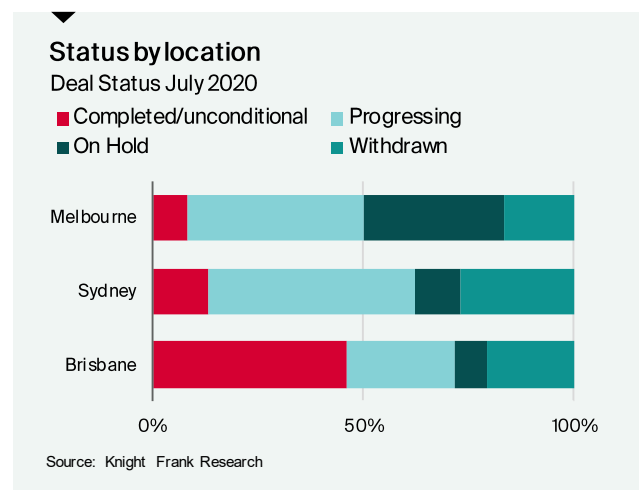 Status by location
Deal Status July 2020
Completed/unconditional Progressing
On Hold Withdrawn
Melbourne
Sydney
Brisbane
0% 50% 100%
Source: Knight Frank Research